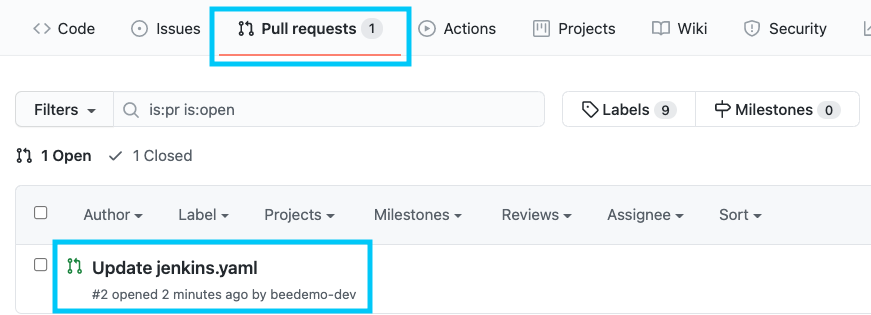 Code Issues Pull requests 1 Actions Projects Wiki Security
Filters is:pr is:open Labels 9 Milestones 0
1 Open 1 Closed
Author Label Projects Milestones Reviews Assignee Sort
Update jenkins.yaml
#2 opened 2 minutes ago by beedemo-dev